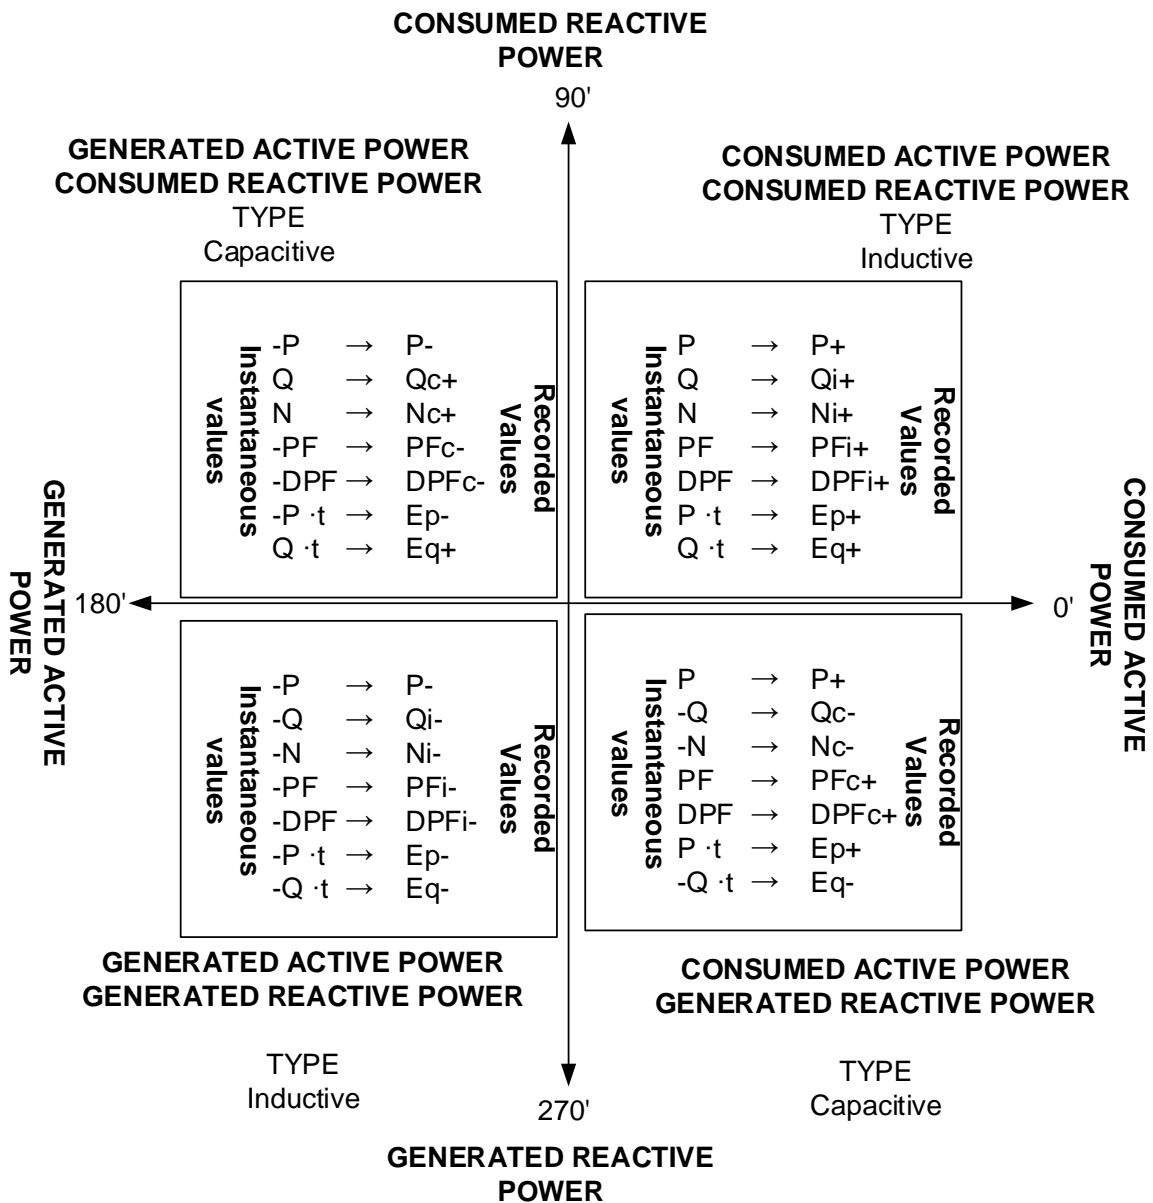 CONSUMED REACTIVE
POWER
90'
GENERATED ACTIVE POWER
CONSUMED REACTIVE POWER
TYPE
Capacitive
CONSUMED ACTIVE POWER
CONSUMED REACTIVE POWER
TYPE
Inductive
Instantaneous
values
-P → P-
Q → Qc+
N → Nc+
-PF → PFc-
-DPF → DPFc-
-P ·t → Ep-
Q ·t → Eq+
Recorded
Values
Instantaneous
values
P → P+
Q → Qi+
N → Ni+
PF → PFi+
DPF → DPFi+
P ·t → Ep+
Q ·t → Eq+
Recorded
Values
GENERATED ACTIVE
POWER
180'
0'
CONSUMED ACTIVE
POWER
Instantaneous
values
-P → P-
-Q → Qi-
-N → Ni-
-PF → PFi-
-DPF → DPFi-
-P ·t → Ep-
-Q ·t → Eq-
Recorded
Values
Instantaneous
values
P → P+
-Q → Qc-
-N → Nc-
PF → PFc+
DPF → DPFc+
P ·t → Ep+
-Q ·t → Eq-
Recorded
Values
GENERATED ACTIVE POWER
GENERATED REACTIVE POWER
TYPE
Inductive
CONSUMED ACTIVE POWER
GENERATED REACTIVE POWER
TYPE
Capacitive
270'
GENERATED REACTIVE
POWER